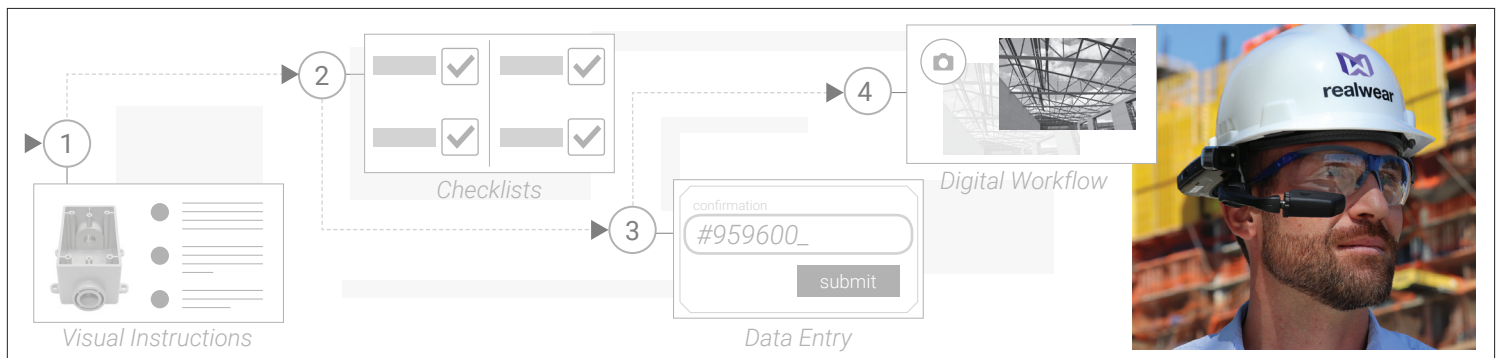 1
Visual Instructions
2
Checklists
3
confirmation
#959600_
submit
Data Entry
4
Digital Workflow
realwear